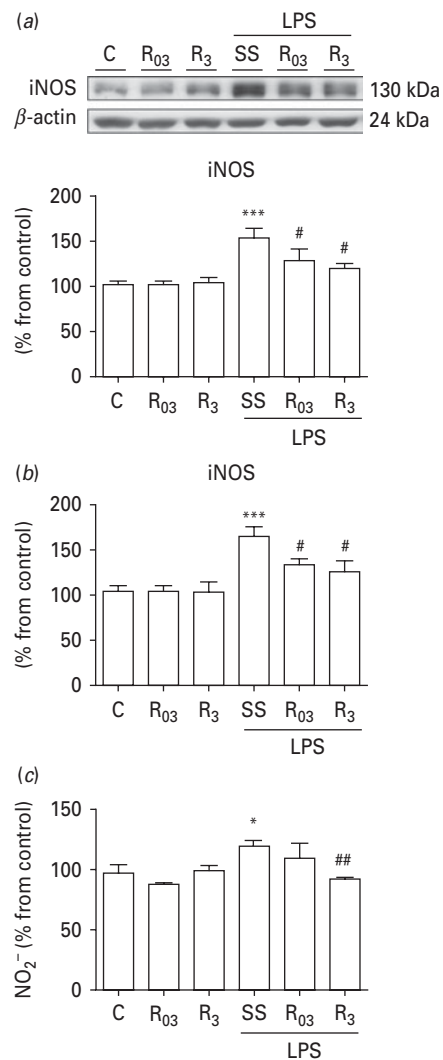 (a)
LPS
C R₀₃ R₃ SS R₀₃ R₃
iNOS 130 kDa
β-actin 24 kDa
iNOS
(% from control)
200
150
100
50
0
***
#
#
C R₀₃ R₃ SS R₀₃ R₃
LPS
(b)
iNOS
(% from control)
200
150
100
50
0
***
#
#
C R₀₃ R₃ SS R₀₃ R₃
LPS
(c)
NO₂⁻ (% from control)
150
100
50
0
*
##
C R₀₃ R₃ SS R₀₃ R₃
LPS